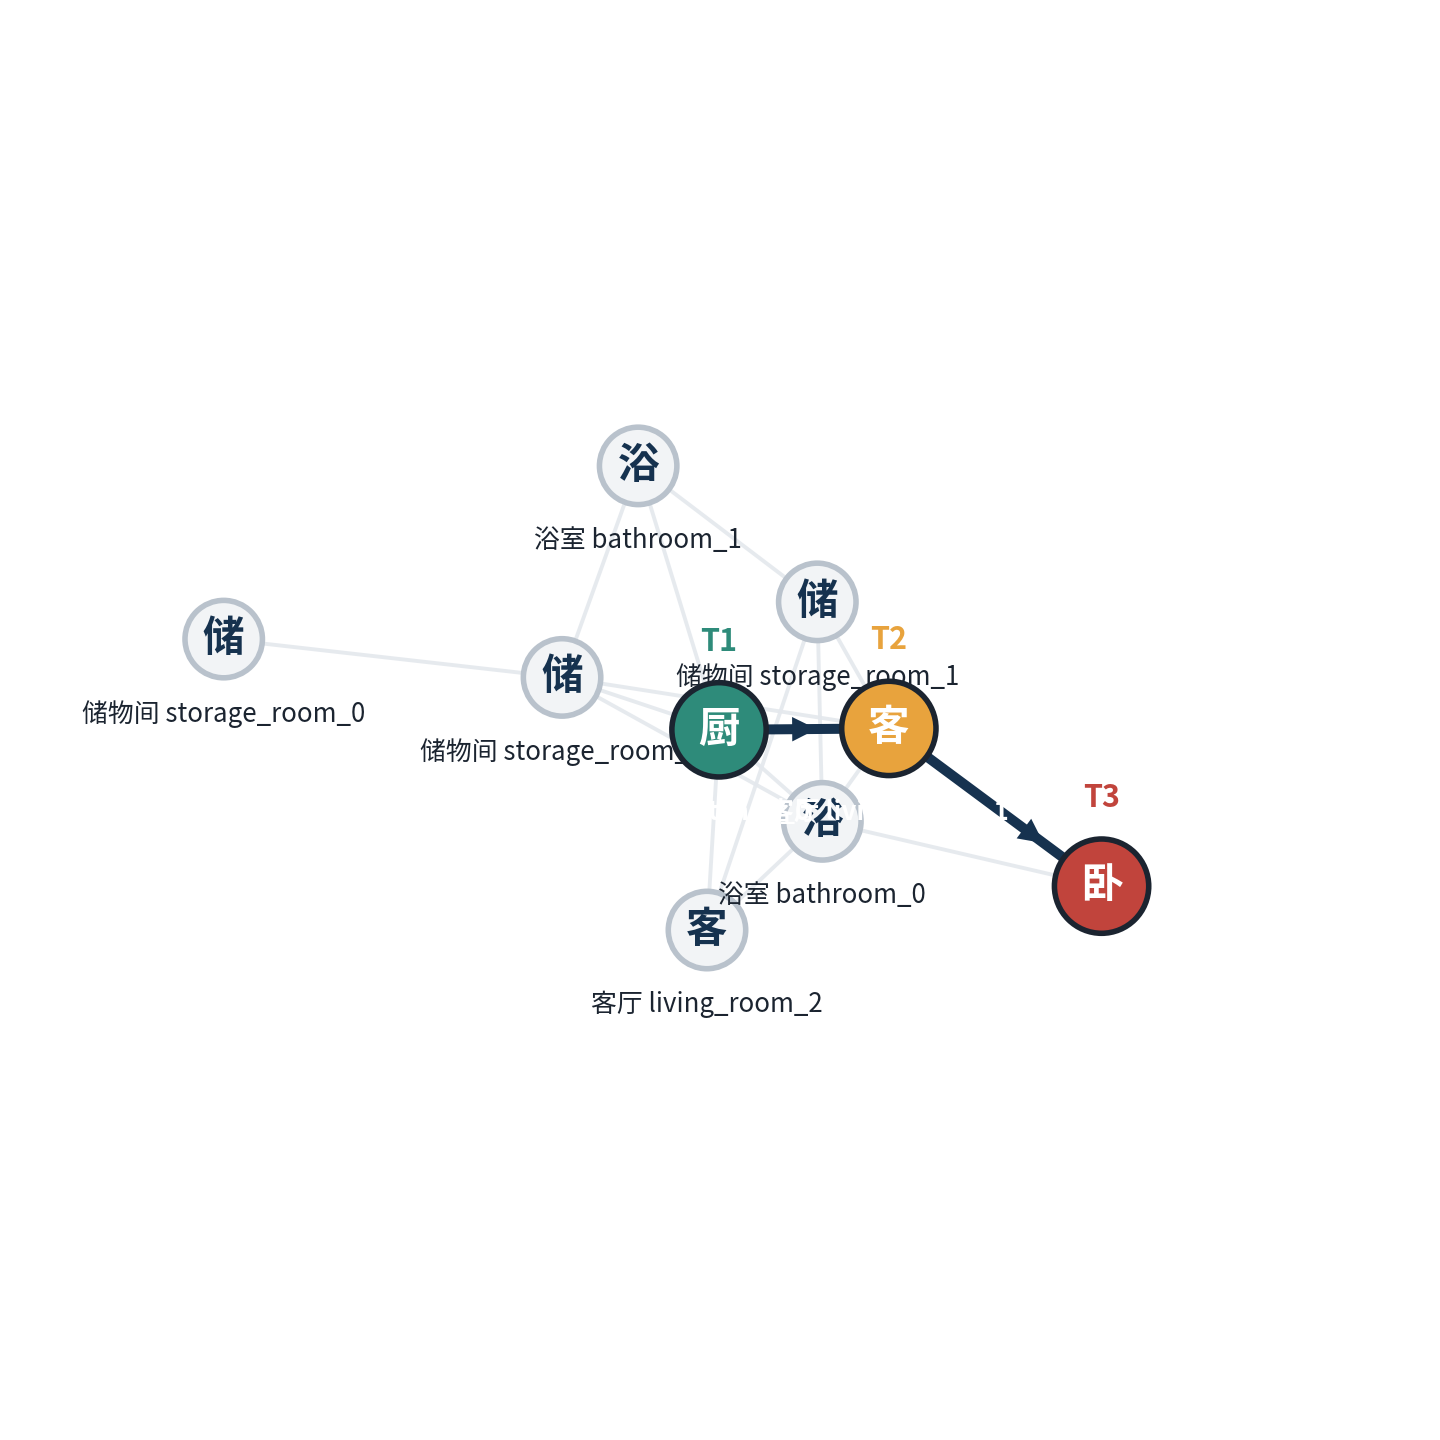 浴
浴室 bathroom_1
储
储
储物间 storage_room_0
储
储物间 storage_room_
T1
T2
储物间 storage_room_1
厨
客
T3
浴
卧
浴室 bathroom_0
客
客厅 living_room_2